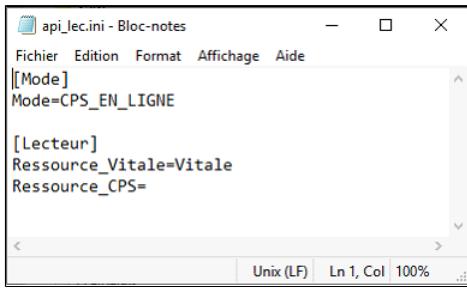 api_lec.ini - Bloc-notes
Fichier Edition Format Affichage Aide
[Mode]
Mode=CPS_EN_LIGNE
[Lecteur]
Ressource_Vitale=Vitale
Ressource_CPS=
Unix (LF) Ln 1, Col 100%